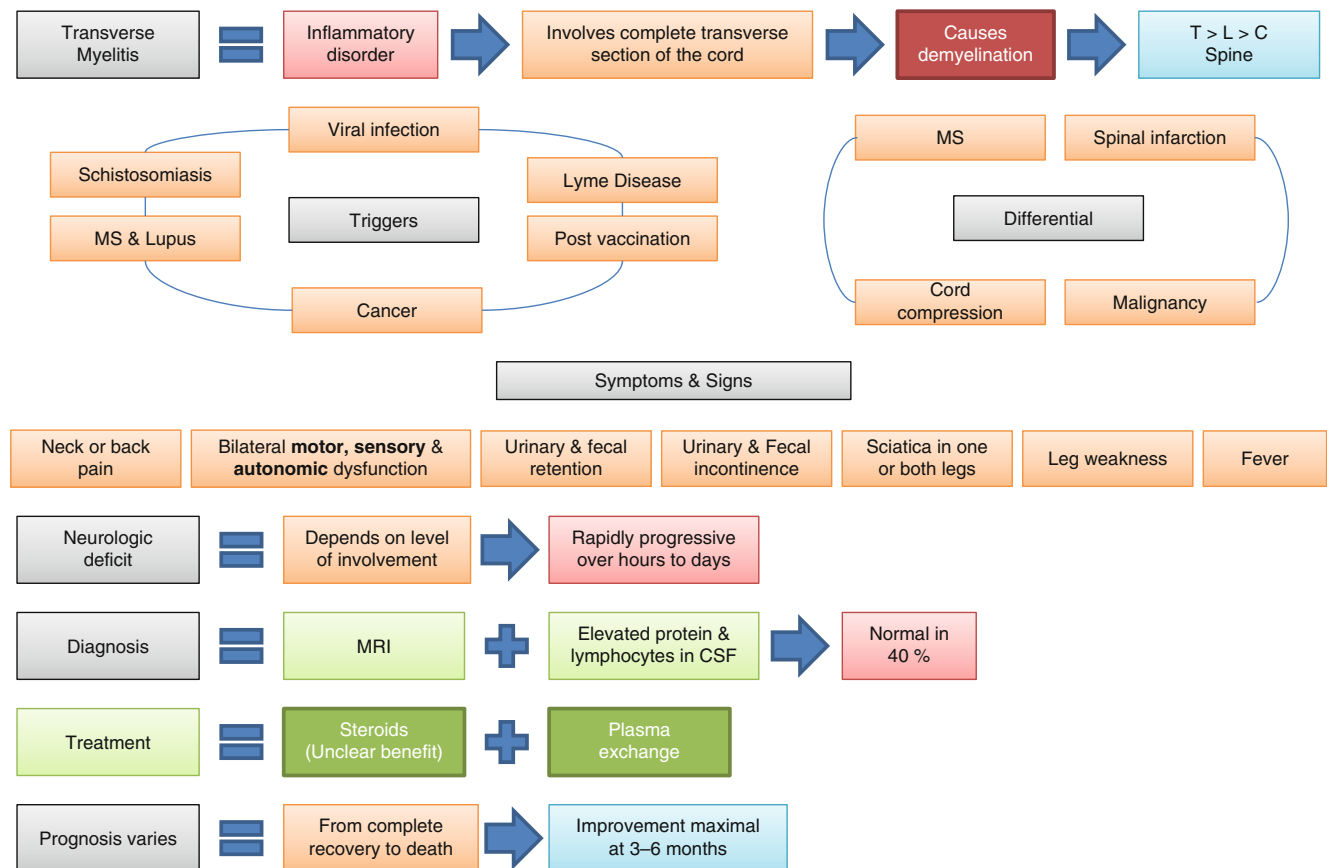 Transverse
Myelitis
Inflammatory
disorder
Involves complete transverse
section of the cord
Causes
demyelination
T > L > C
Spine
Viral infection
Schistosomiasis
Lyme Disease
Triggers
MS & Lupus
Post vaccination
Cancer
MS
Spinal infarction
Differential
Cord
compression
Malignancy
Symptoms & Signs
Neck or back
pain
Bilateral motor, sensory &
autonomic dysfunction
Urinary & fecal
retention
Urinary & Fecal
incontinence
Sciatica in one
or both legs
Leg weakness
Fever
Neurologic
deficit
Depends on level
of involvement
Rapidly progressive
over hours to days
Diagnosis
MRI
Elevated protein &
lymphocytes in CSF
Normal in
40 %
Treatment
Steroids
(Unclear benefit)
Plasma
exchange
Prognosis varies
From complete
recovery to death
Improvement maximal
at 3–6 months